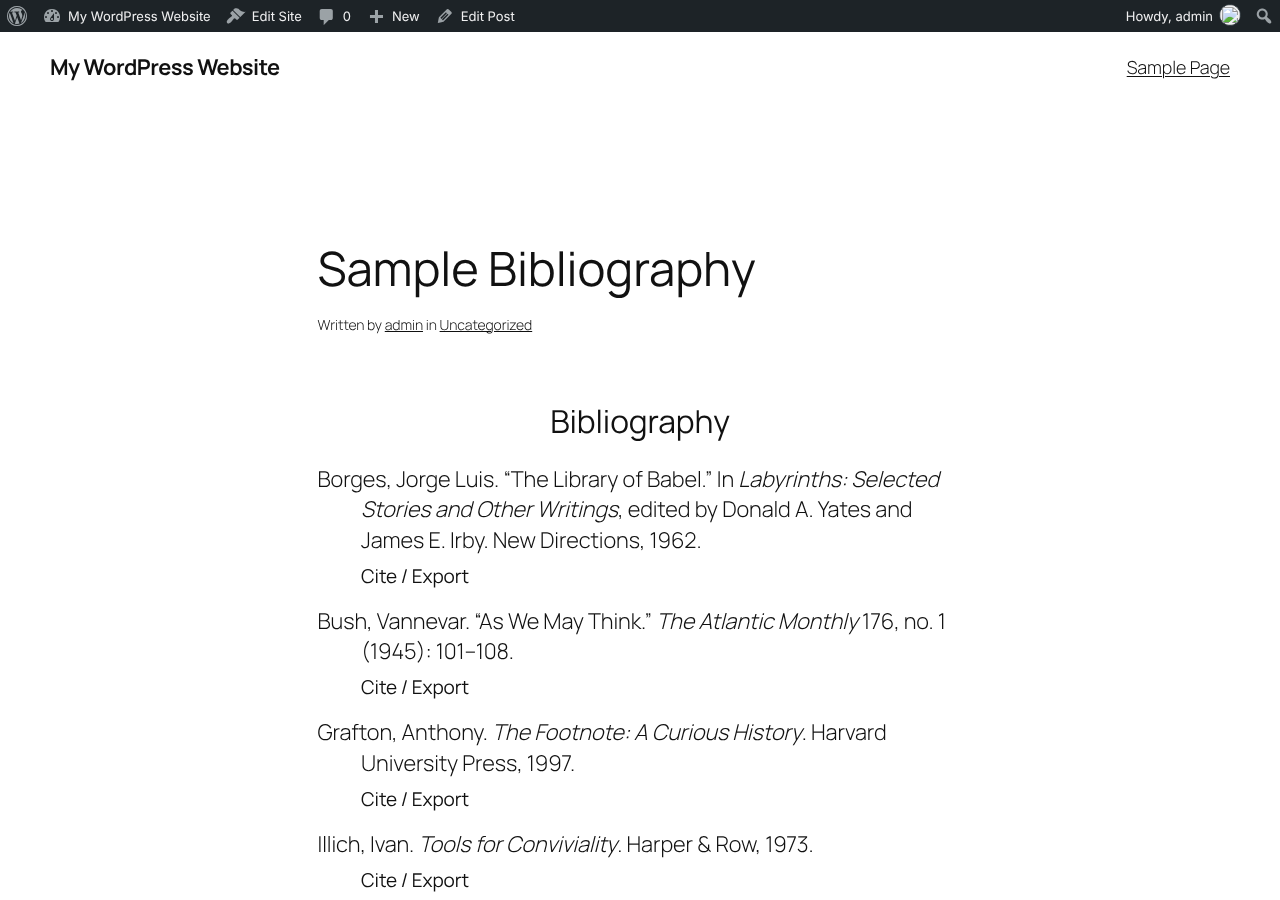 My WordPress Website Edit Site 0 New Edit Post Howdy, admin
My WordPress Website Sample Page
Sample Bibliography
Written by admin in Uncategorized
Bibliography
Borges, Jorge Luis. “The Library of Babel.” In Labyrinths: Selected
Stories and Other Writings, edited by Donald A. Yates and
James E. Irby. New Directions, 1962.
Cite / Export
Bush, Vannevar. “As We May Think.” The Atlantic Monthly 176, no. 1
(1945): 101–108.
Cite / Export
Grafton, Anthony. The Footnote: A Curious History. Harvard
University Press, 1997.
Cite / Export
Illich, Ivan. Tools for Conviviality. Harper & Row, 1973.
Cite / Export